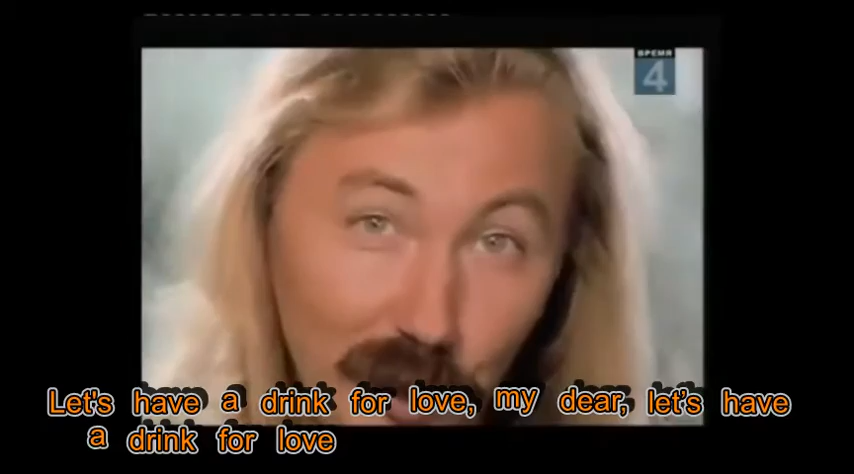 ВРЕМЯ
4
Let's have a drink for love, my dear, let's have
a drink for love